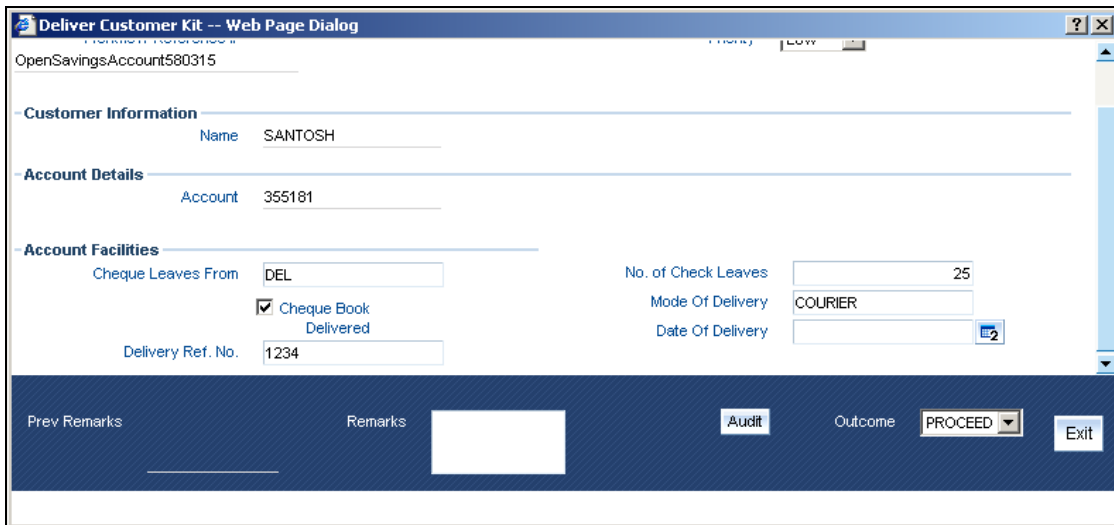 Deliver Customer Kit -- Web Page Dialog
Priority Low
OpenSavingsAccount580315
Customer Information
Name SANTOSH
Account Details
Account 355181
Account Facilities
Cheque Leaves From DEL
No. of Check Leaves 25
Cheque Book Delivered
Mode Of Delivery COURIER
Date Of Delivery
Delivery Ref. No. 1234
Prev Remarks
Remarks
Audit
Outcome PROCEED
Exit